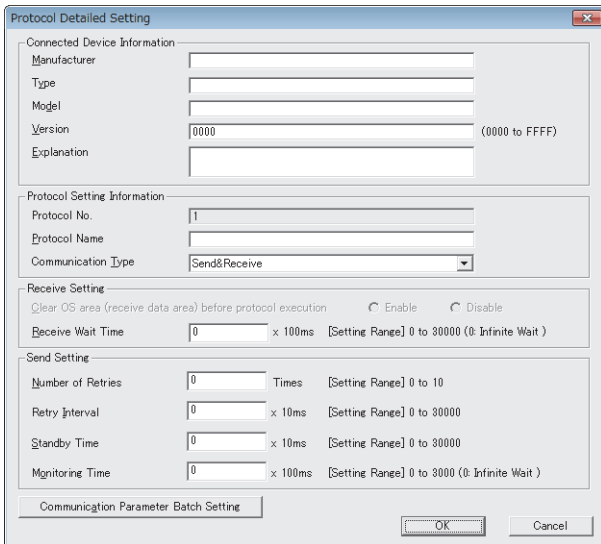 Protocol Detailed Setting
Connected Device Information
Manufacturer
Type
Model
Version 0000 (0000 to FFFF)
Explanation
Protocol Setting Information
Protocol No. 1
Protocol Name
Communication Type Send&Receive
Receive Setting
Clear OS area (receive data area) before protocol execution Enable Disable
Receive Wait Time 0 x 100ms [Setting Range] 0 to 30000 (0: Infinite Wait )
Send Setting
Number of Retries 0 Times [Setting Range] 0 to 10
Retry Interval 0 x 10ms [Setting Range] 0 to 30000
Standby Time 0 x 10ms [Setting Range] 0 to 30000
Monitoring Time 0 x 100ms [Setting Range] 0 to 3000 (0: Infinite Wait )
Communication Parameter Batch Setting
OK Cancel